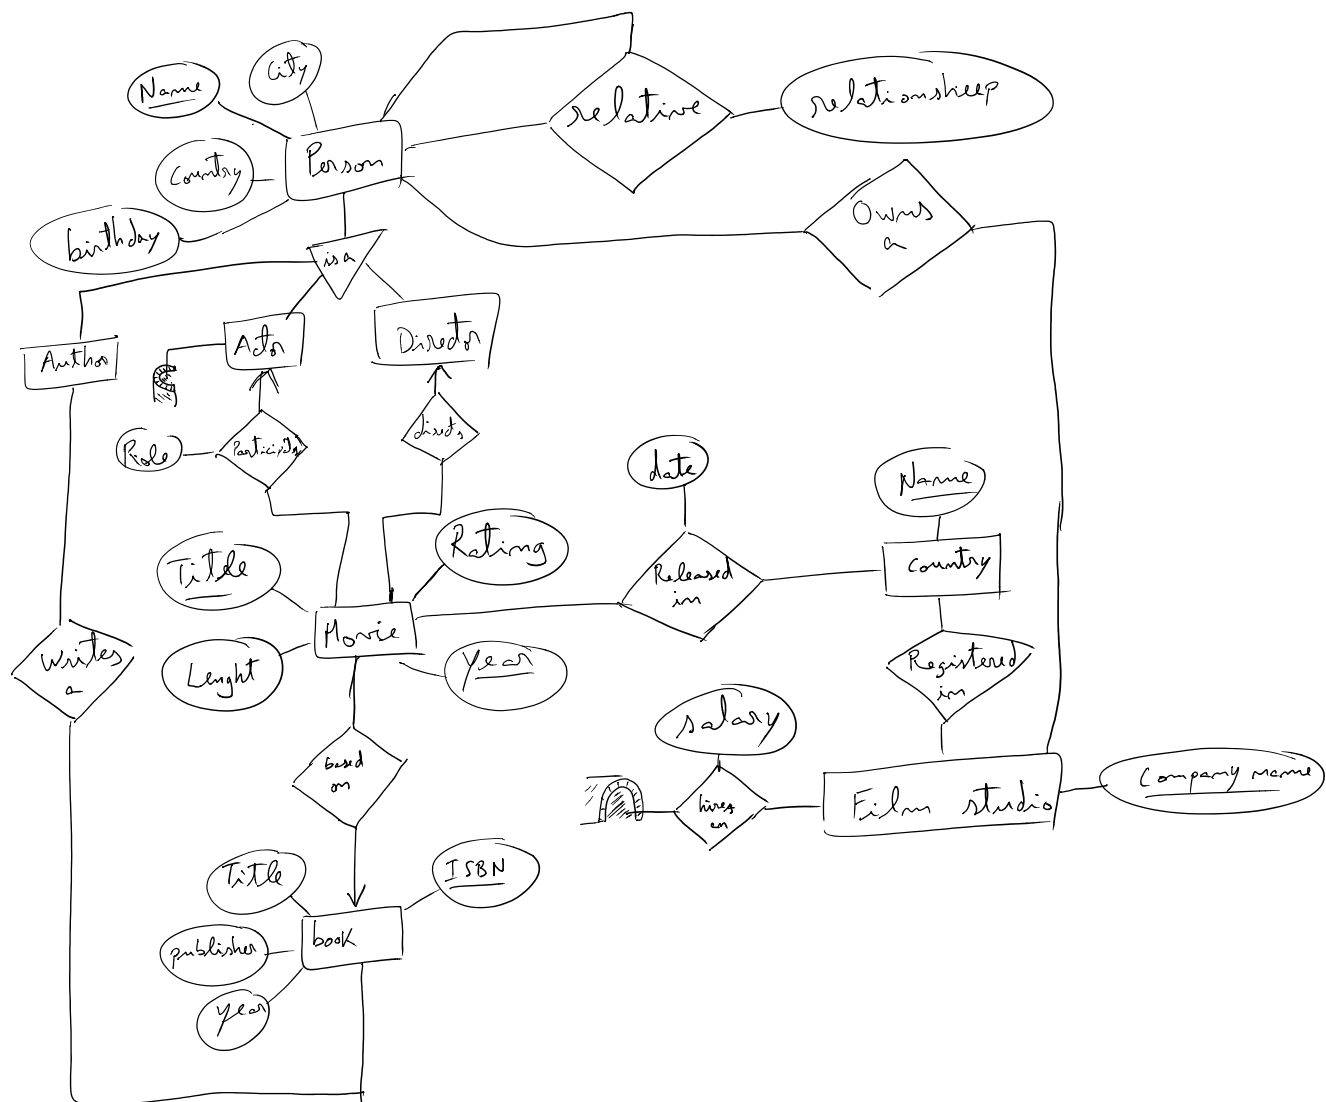 City
Name
relative
relationskeep
Person
Country
Owns
a
birthday
is a
Actor
Director
Author
Participates
directs
Role
date
Name
Rating
Title
Released
in
Country
Movie
Writes
a
Lenght
Year
Registered
in
salary
based
on
hires
an
Film studio
Company name
Title
ISBN
book
publisher
Year